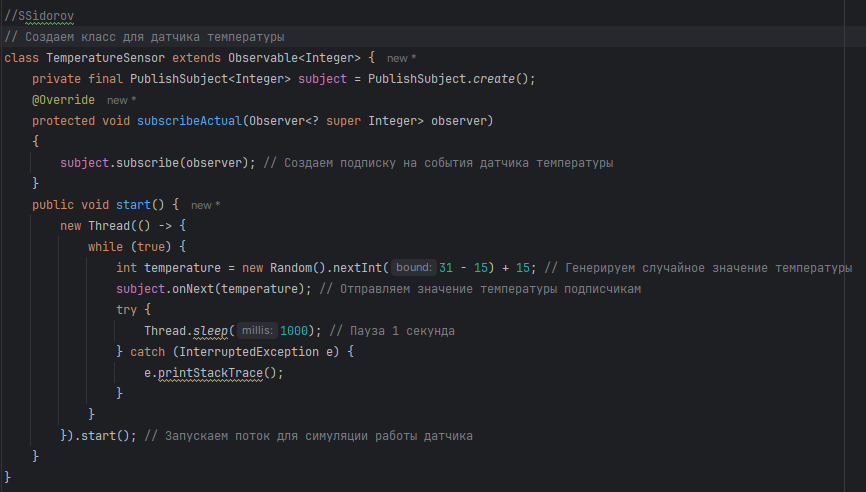 //SSidorov
// Создаем класс для датчика температуры
class TemperatureSensor extends Observable<Integer> {  new *
    private final PublishSubject<Integer> subject = PublishSubject.create();
    @Override  new *
    protected void subscribeActual(Observer<? super Integer> observer)
    {
        subject.subscribe(observer); // Создаем подписку на события датчика температуры
    }
    public void start() {  new *
        new Thread(() -> {
            while (true) {
                int temperature = new Random().nextInt( bound: 31 - 15) + 15; // Генерируем случайное значение температуры
                subject.onNext(temperature); // Отправляем значение температуры подписчикам
                try {
                    Thread.sleep( millis: 1000); // Пауза 1 секунда
                } catch (InterruptedException e) {
                    e.printStackTrace();
                }
            }
        }).start(); // Запускаем поток для симуляции работы датчика
    }
}